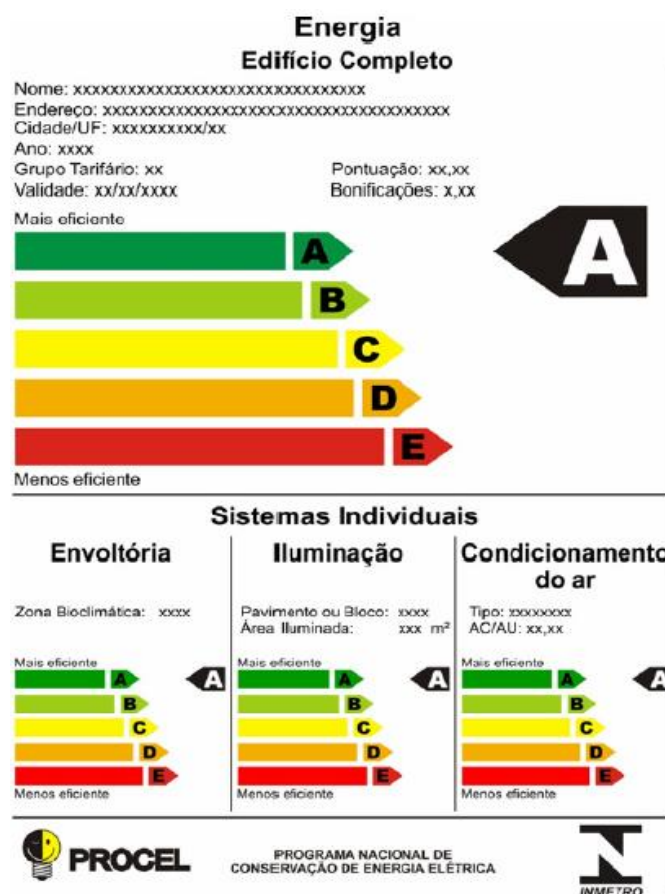 Energia
Edifício Completo
Nome: xxxxxxxxxxxxxxxxxxxxxxxxxxxxxxxx
Endereço: xxxxxxxxxxxxxxxxxxxxxxxxxxxxxxxxxxxxxx
Cidade/UF: xxxxxxxxxx/xx
Ano: xxxx
Grupo Tarifário: xx Pontuação: xx,xx
Validade: xx/xx/xxxx Bonificações: x,xx
Mais eficiente
A A
B
C
D
E
Menos eficiente
Sistemas Individuais
Envoltória
Zona Bioclimática: xxxx
Mais eficiente
A A
B
C
D
E
Menos eficiente
Iluminação
Pavimento ou Bloco: xxxx
Área Iluminada: xxx m²
Mais eficiente
A A
B
C
D
E
Menos eficiente
Condicionamento
do ar
Tipo: xxxxxxxx
AC/AU: xx,xx
Mais eficiente
A A
B
C
D
E
Menos eficiente
PROCEL
PROGRAMA NACIONAL DE
CONSERVAÇÃO DE ENERGIA ELÉTRICA
INMETRO